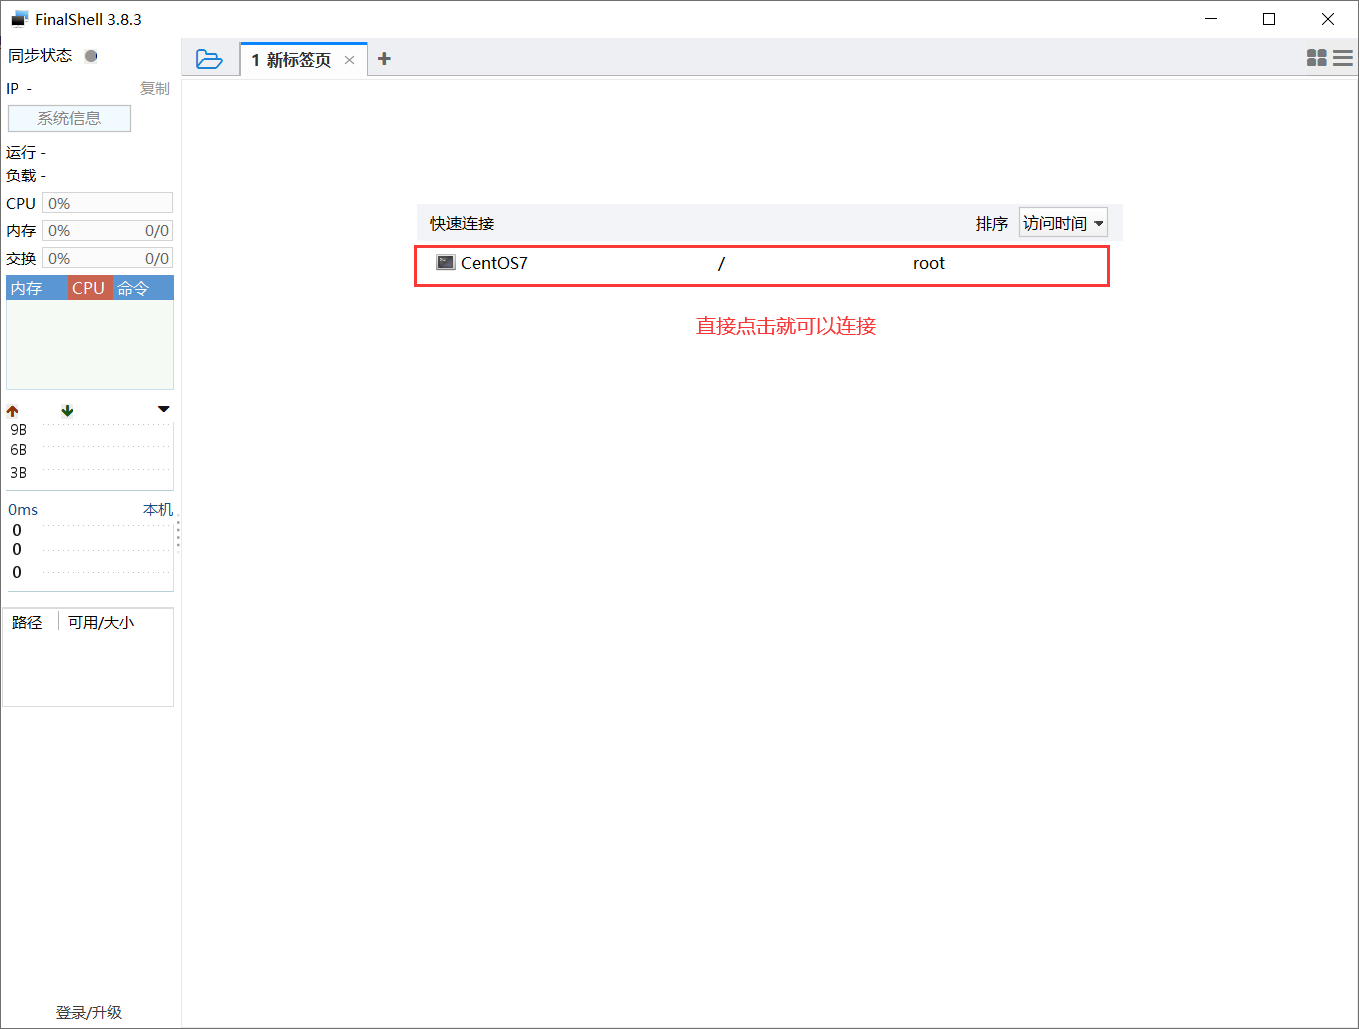 FinalShell 3.8.3
同步状态
1 新标签页
IP -
复制
系统信息
运行 -
负载 -
CPU 0%
内存 0% 0/0
交换 0% 0/0
内存 CPU 命令
9B
6B
3B
0ms 本机
0
0
0
路径 可用/大小
登录/升级
快速连接 排序 访问时间
CentOS7 / root
直接点击就可以连接